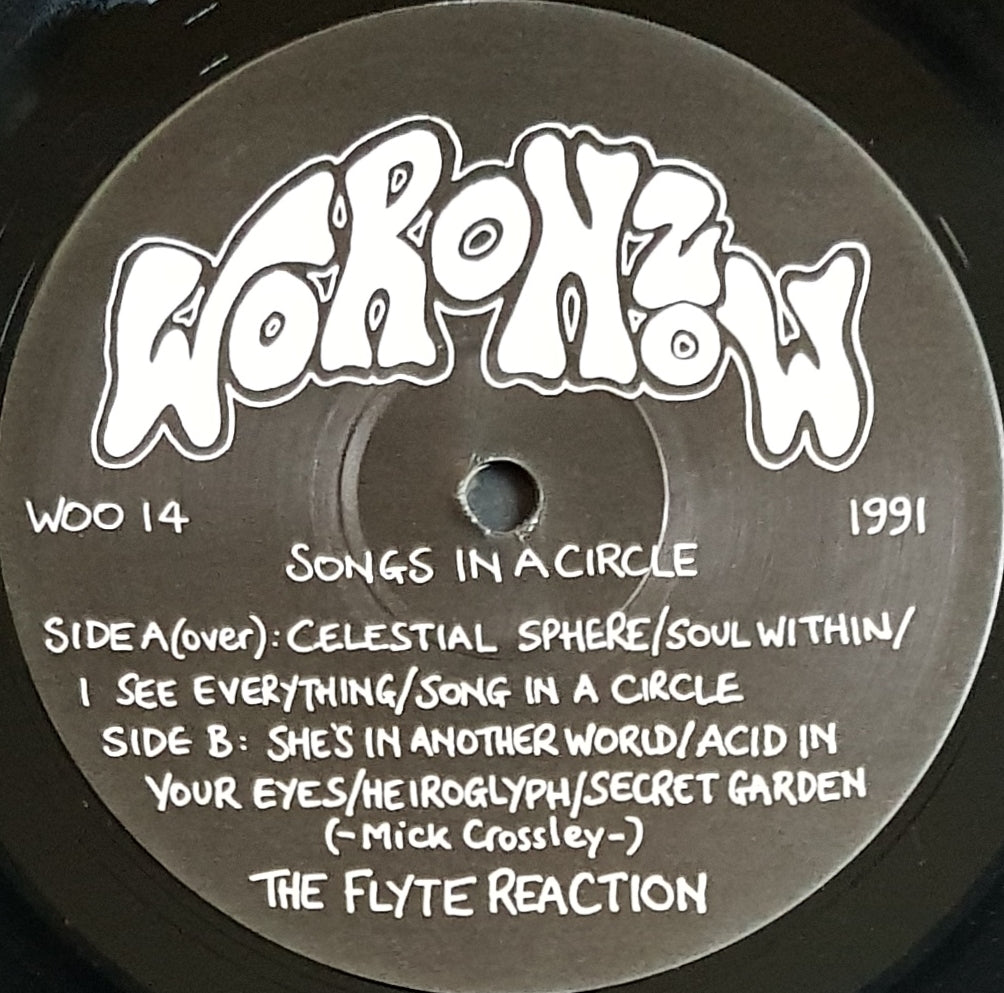 WORONZOW
WOO 14
1991
SONGS IN A CIRCLE
SIDE A(over): CELESTIAL SPHERE/SOUL WITHIN/
I SEE EVERYTHING/SONG IN A CIRCLE
SIDE B: SHE'S IN ANOTHER WORLD/ACID IN
YOUR EYES/HEIROGLYPH/SECRET GARDEN
(-Mick Crossley-)
THE FLYTE REACTION